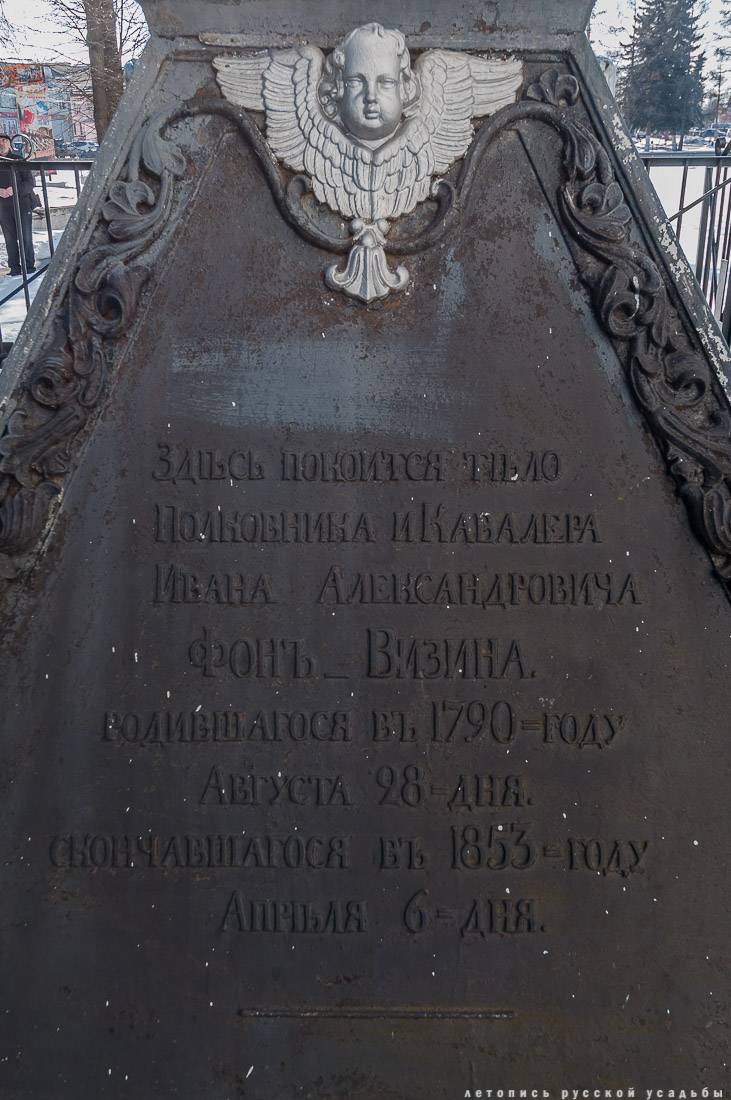 Здѣсь покоится тѣло
Полковника и Кавалера
Ивана Александровича
Фонъ_Визина.
родившагося въ 1790=году
Августа 28=дня.
скончавшагося въ 1853=году
Апрѣля 6=дня.
летопись русской усадьбы